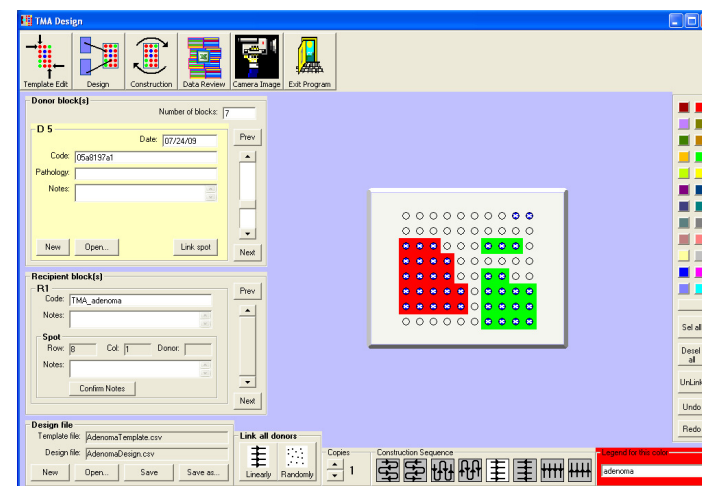 TMA Design
Template Edit Design Construction Data Review Camera Image Exit Program
Donor block(s)
Number of blocks: 7
D 5
Date: 07/24/09
Prev
Code: 05a8197a1
Pathology:
Notes:
New Open... Link spot
Next
Recipient block(s)
R1
Prev
Code: TMA_adenoma
Notes:
Spot
Row: 8 Col: 1 Donor:
Notes:
Confirm Notes
Next
Sel all
Desel all
UnLink
Undo
Redo
Design file
Template file: AdenomaTemplate.csv
Design file: AdenomaDesign.csv
New Open... Save Save as...
Link all donors
Linearly Randomly
Copies
1
Construction Sequence
Legend for this color
adenoma